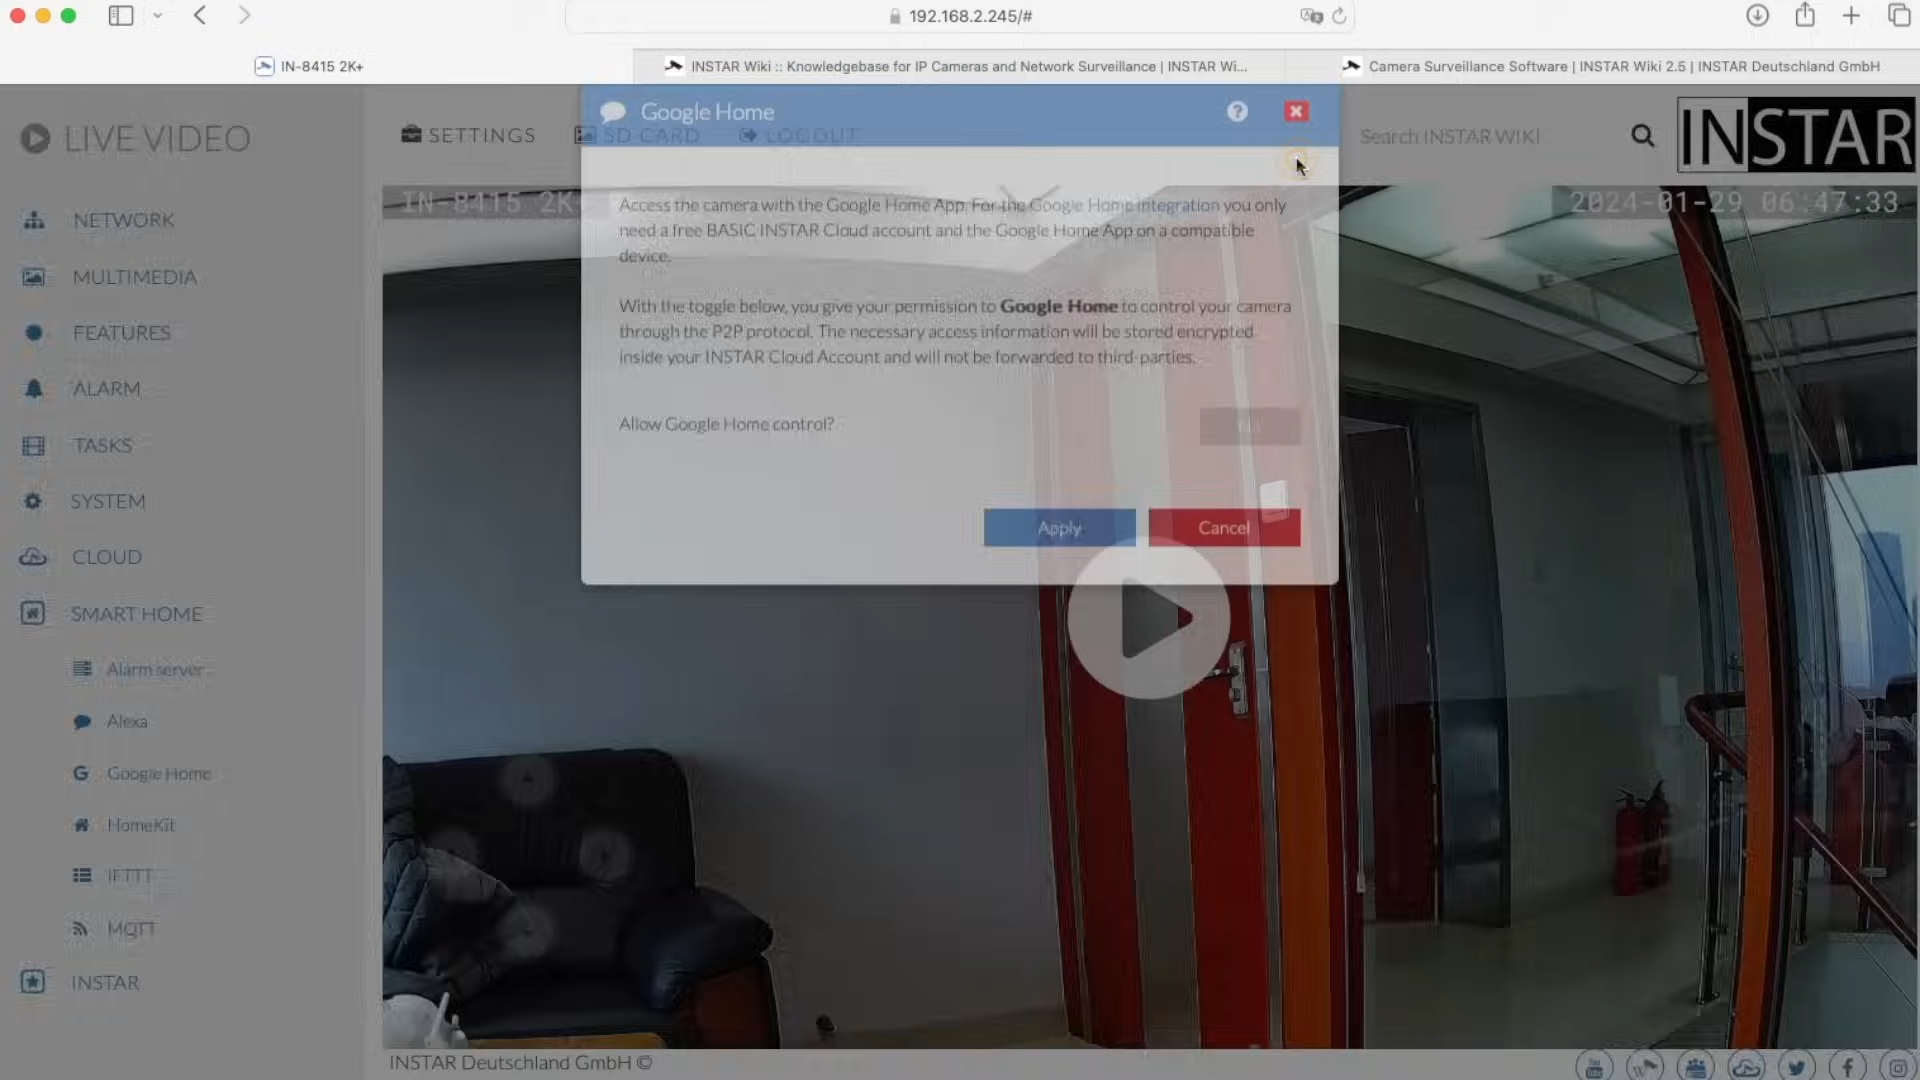 192.168.2.245/#
IN-8415 2K+
INSTAR Wiki :: Knowledgebase for IP Cameras and Network Surveillance | INSTAR Wi...
Camera Surveillance Software | INSTAR Wiki 2.5 | INSTAR Deutschland GmbH
LIVE VIDEO
SETTINGS
SD CARD
LOGOUT
Search INSTAR WIKI
INSTAR
Google Home
IN-8415 2K+
2024-01-29 06:47:33
Access the camera with the Google Home App. For the Google Home integration you only
need a free BASIC INSTAR Cloud account and the Google Home App on a compatible
device.
With the toggle below, you give your permission to Google Home to control your camera
through the P2P protocol. The necessary access information will be stored encrypted
inside your INSTAR Cloud Account and will not be forwarded to third-parties.
Allow Google Home control?
Apply
Cancel
NETWORK
MULTIMEDIA
FEATURES
ALARM
TASKS
SYSTEM
CLOUD
SMART HOME
Alarm server
Alexa
Google Home
HomeKit
IFTTT
MQTT
INSTAR
INSTAR Deutschland GmbH ©